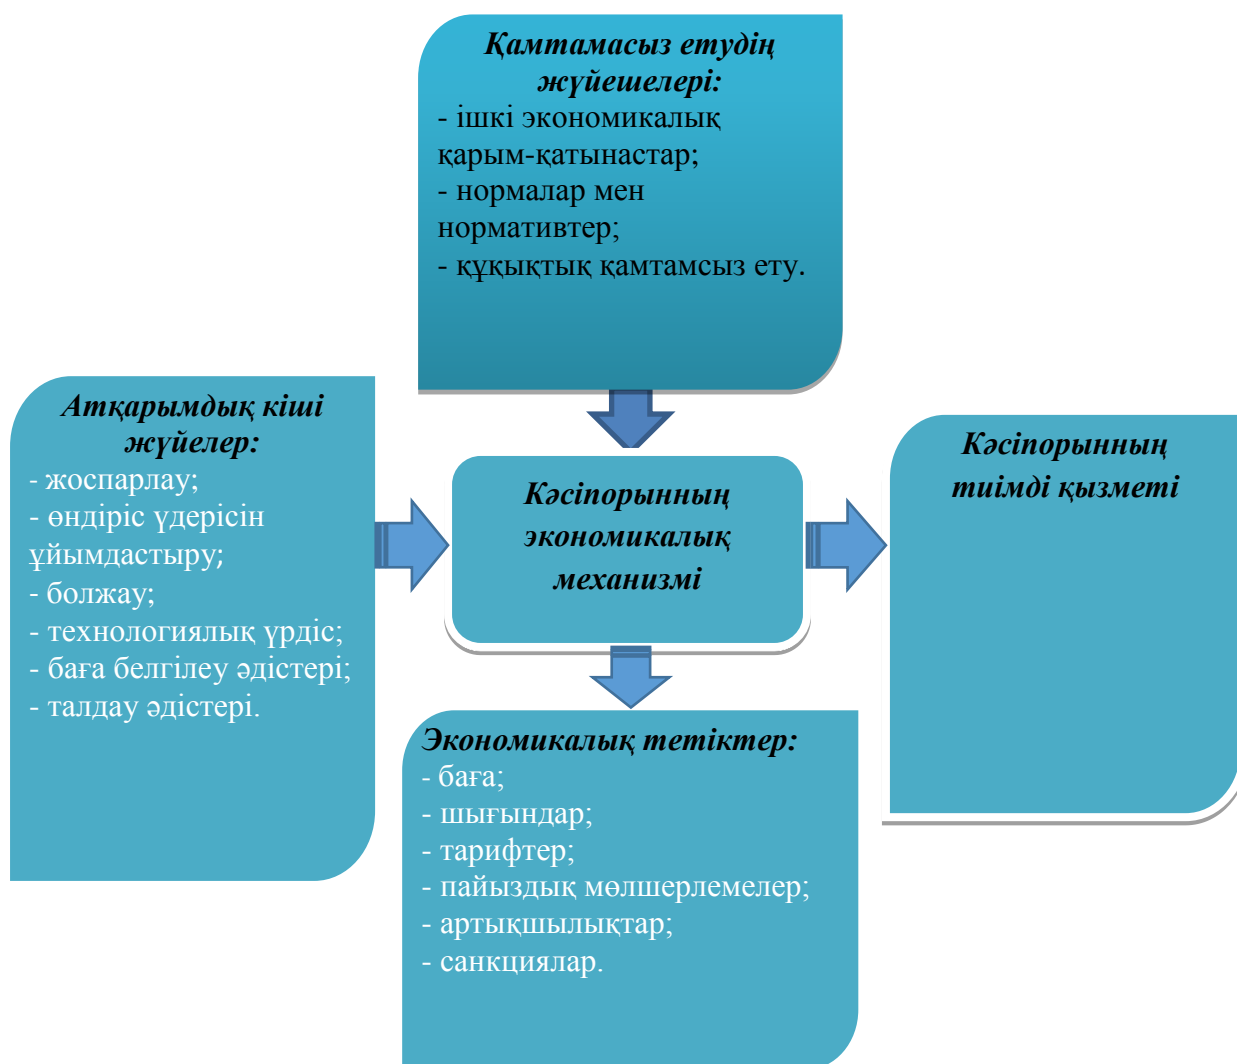 Қамтамасыз етудің
жүйешелері:
- ішкі экономикалық
қарым-қатынастар;
- нормалар мен
нормативтер;
- құқықтық қамтамсыз ету.
Атқарымдық кіші
жүйелер:
- жоспарлау;
- өндіріс үдерісін
ұйымдастыру;
- болжау;
- технологиялық үрдіс;
- баға белгілеу әдістері;
- талдау әдістері.
Кәсіпорынның
экономикалық
механизмі
Кәсіпорынның
тиімді қызметі
Экономикалық тетіктер:
- баға;
- шығындар;
- тарифтер;
- пайыздық мөлшерлемелер;
- артықшылықтар;
- санкциялар.